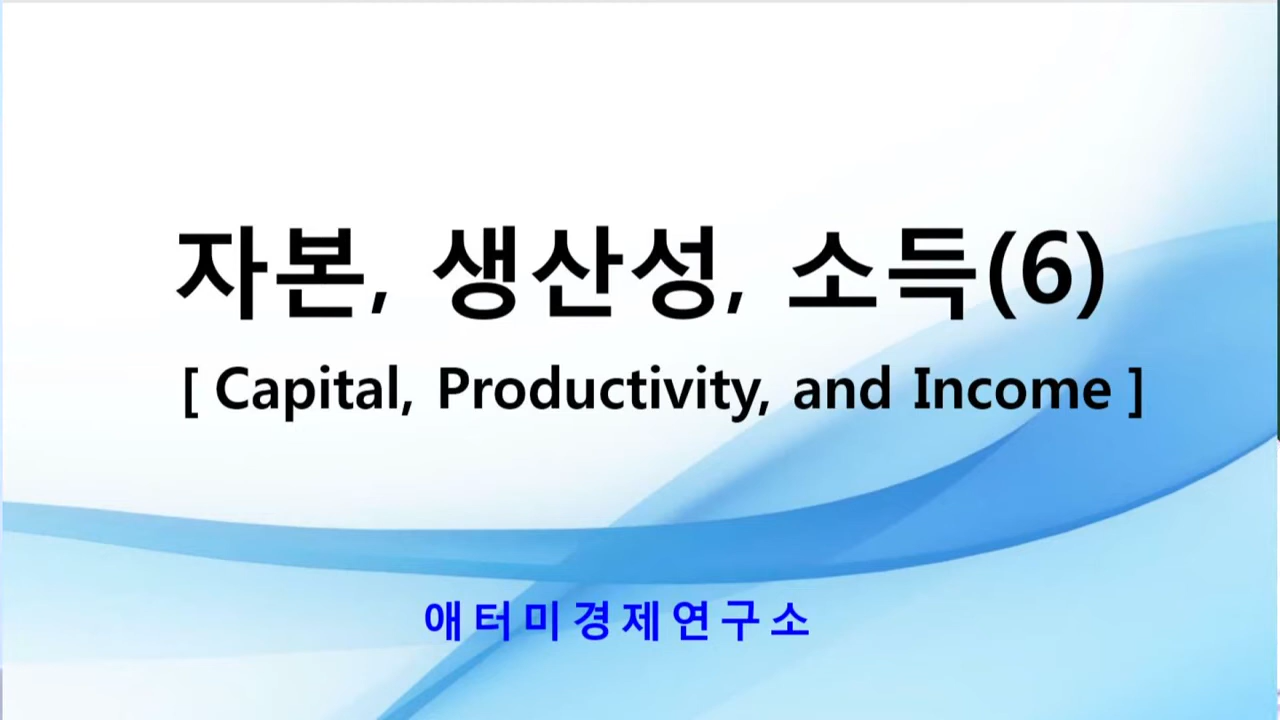 자본, 생산성, 소득(6)
[ Capital, Productivity, and Income ]
애터미경제연구소